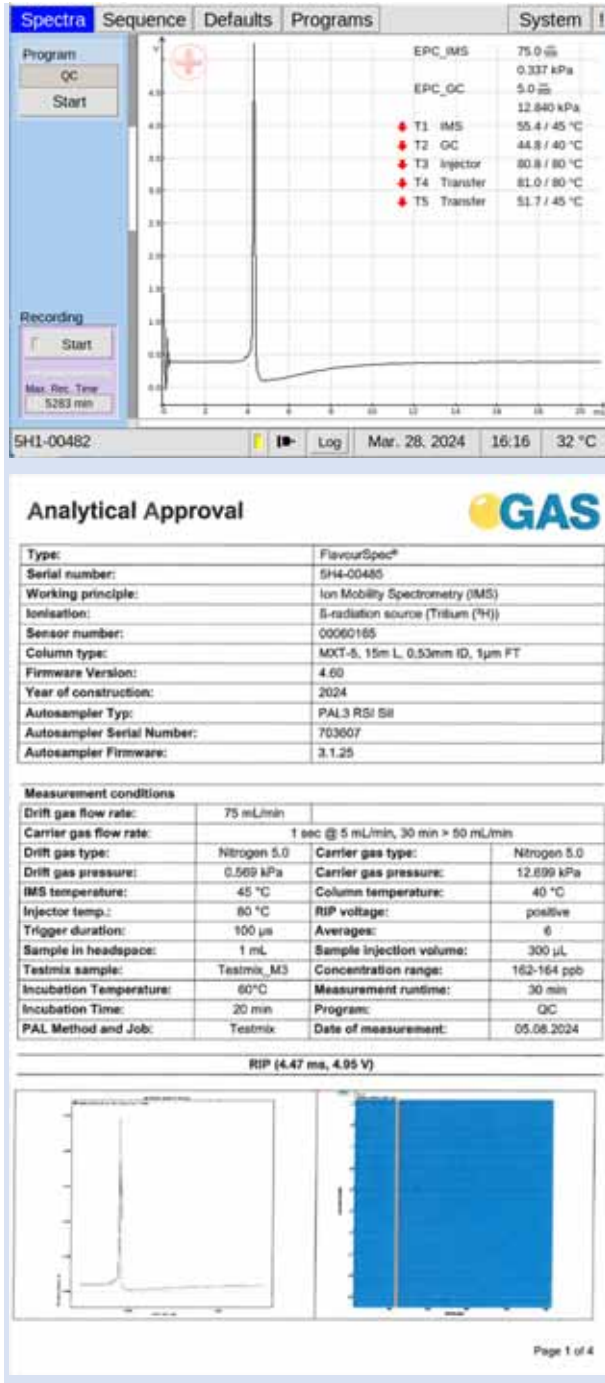 Spectra Sequence Defaults Programs System
Program
QC
Start
EPC_IMS 75.0
0.337 kPa
EPC_GC 5.0
12.840 kPa
T1 IMS 55.4 / 45 °C
T2 GC 44.8 / 40 °C
T3 Injector 80.8 / 80 °C
T4 Transfer 81.0 / 80 °C
T5 Transfer 51.7 / 45 °C
Recording
Start
Max. Rec. Time
5283 min
5H1-00482 Log Mar. 28. 2024 16:16 32 °C
Analytical Approval GAS
Type: FlavourSpec®
Serial number: 5H4-00485
Working principle: Ion Mobility Spectrometry (IMS)
Ionisation: ß-radiation source (Tritium (³H))
Sensor number: 00060165
Column type: MXT-5, 15m L, 0,53mm ID, 1µm FT
Firmware Version: 4.60
Year of construction: 2024
Autosampler Typ: PAL3 RSI Sil
Autosampler Serial Number: 703607
Autosampler Firmware: 3.1.25
Measurement conditions
Drift gas flow rate: 75 mL/min
Carrier gas flow rate: 1 sec @ 5 mL/min, 30 min > 50 mL/min
Drift gas type: Nitrogen 5.0 Carrier gas type: Nitrogen 5.0
Drift gas pressure: 0.569 kPa Carrier gas pressure: 12.699 kPa
IMS temperature: 45 °C Column temperature: 40 °C
Injector temp.: 80 °C RIP voltage: positive
Trigger duration: 100 µs Averages: 6
Sample in headspace: 1 mL Sample injection volume: 300 µL
Testmix sample: Testmix_M3 Concentration range: 162-164 ppb
Incubation Temperature: 60°C Measurement runtime: 30 min
Incubation Time: 20 min Program: QC
PAL Method and Job: Testmix Date of measurement: 05.08.2024
RIP (4.47 ms, 4.95 V)
Page 1 of 4